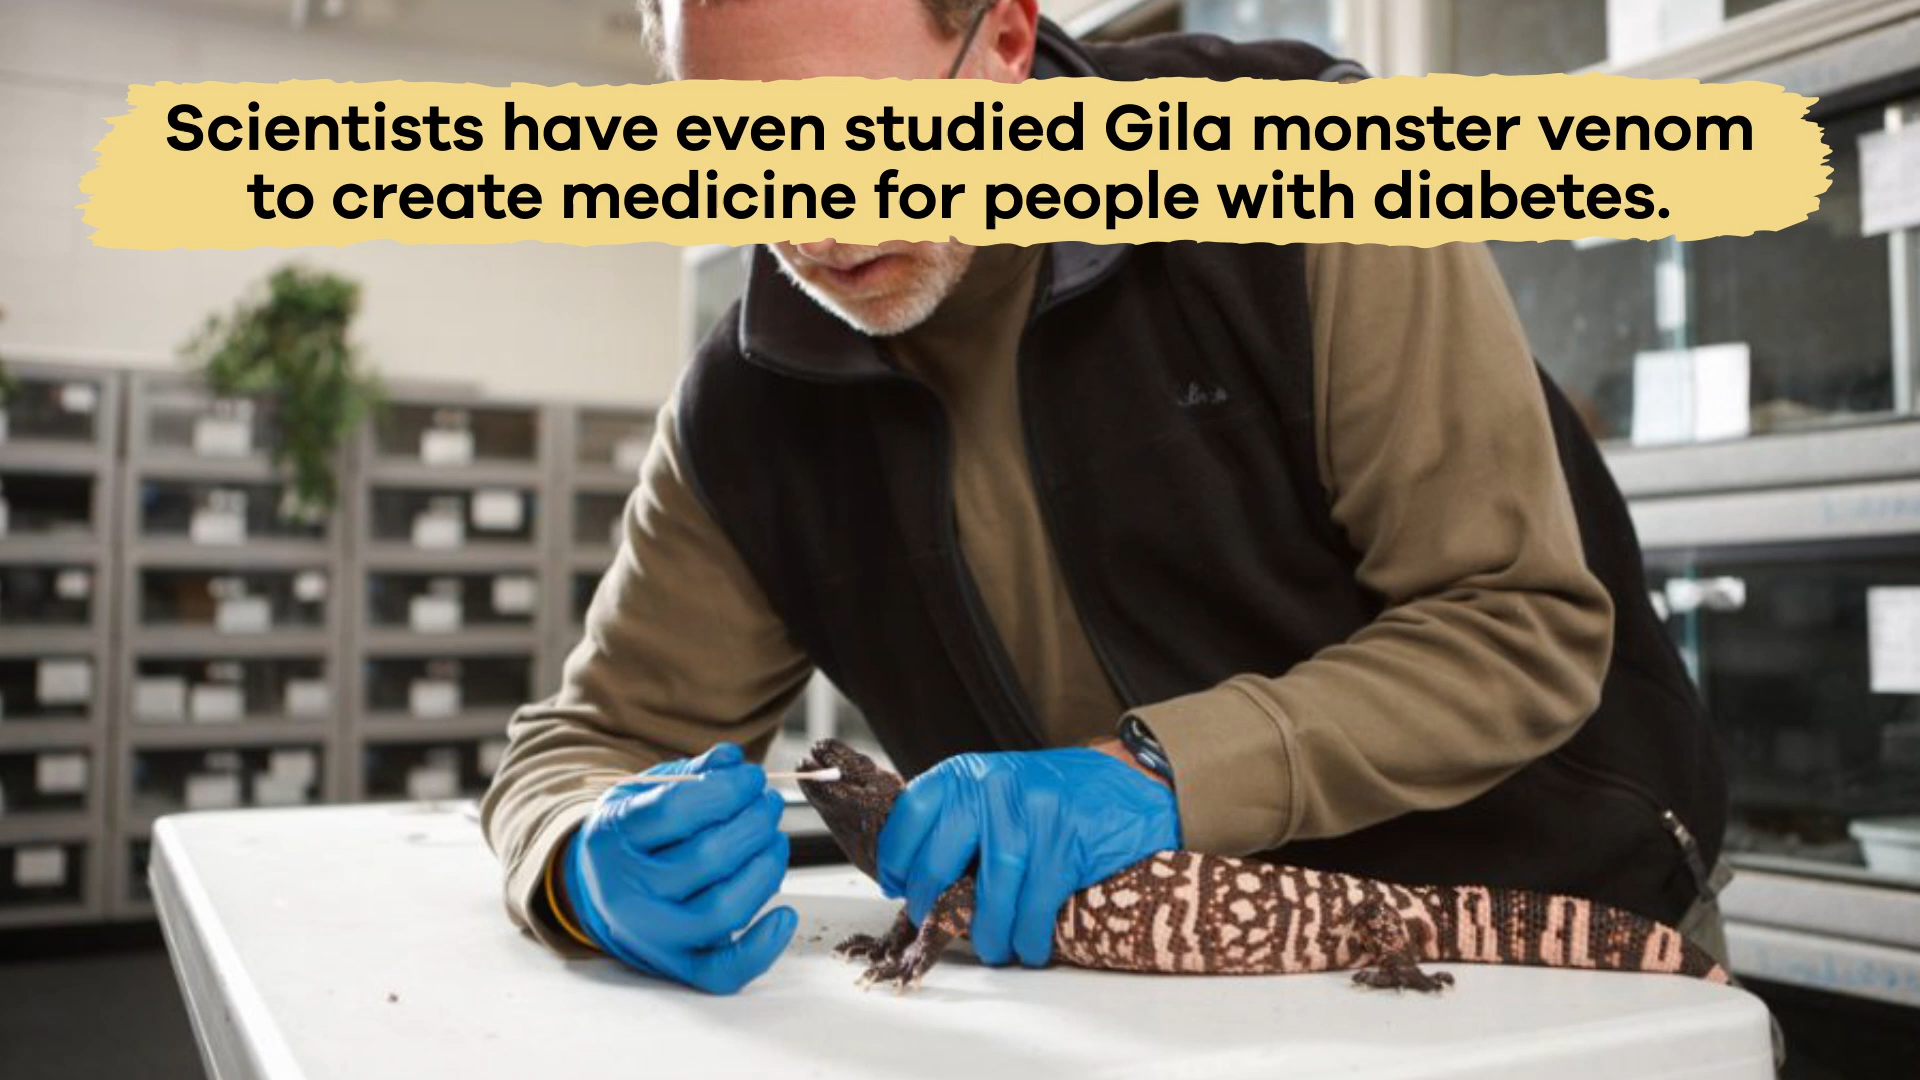 Scientists have even studied Gila monster venom
to create medicine for people with diabetes.